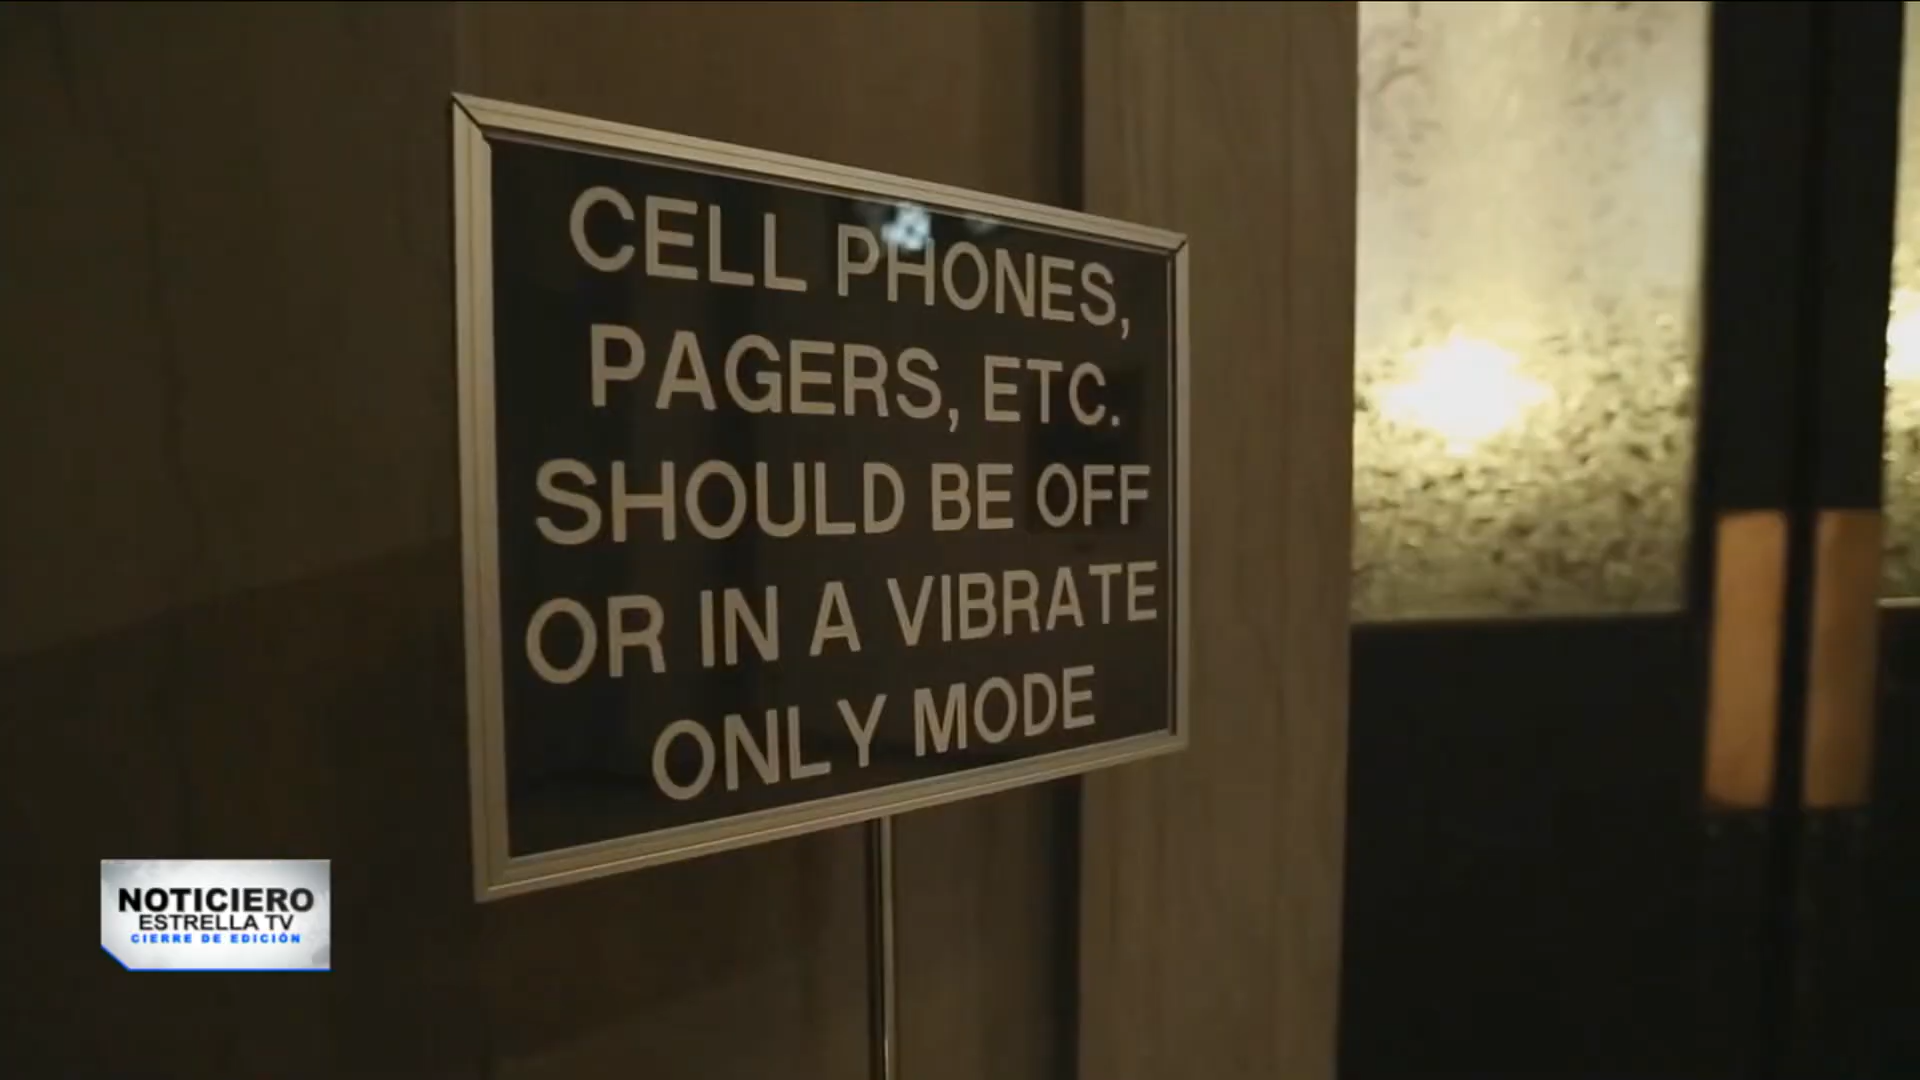 CELL PHONES,
PAGERS, ETC.
SHOULD BE OFF
OR IN A VIBRATE
ONLY MODE
NOTICIERO
ESTRELLA TV
CIERRE DE EDICIÓN